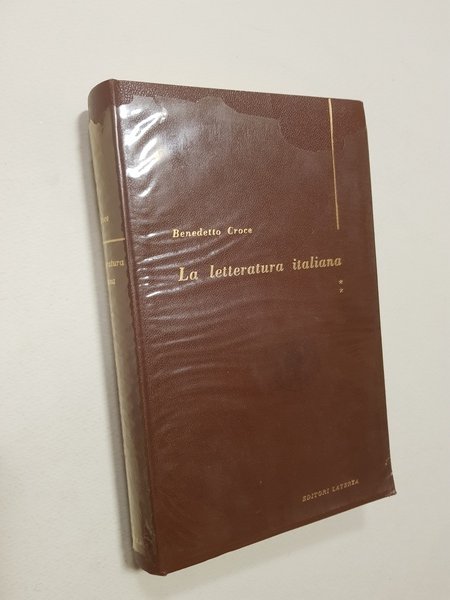 Benedetto Croce
La letteratura italiana
*
*
EDITORI LATERZA